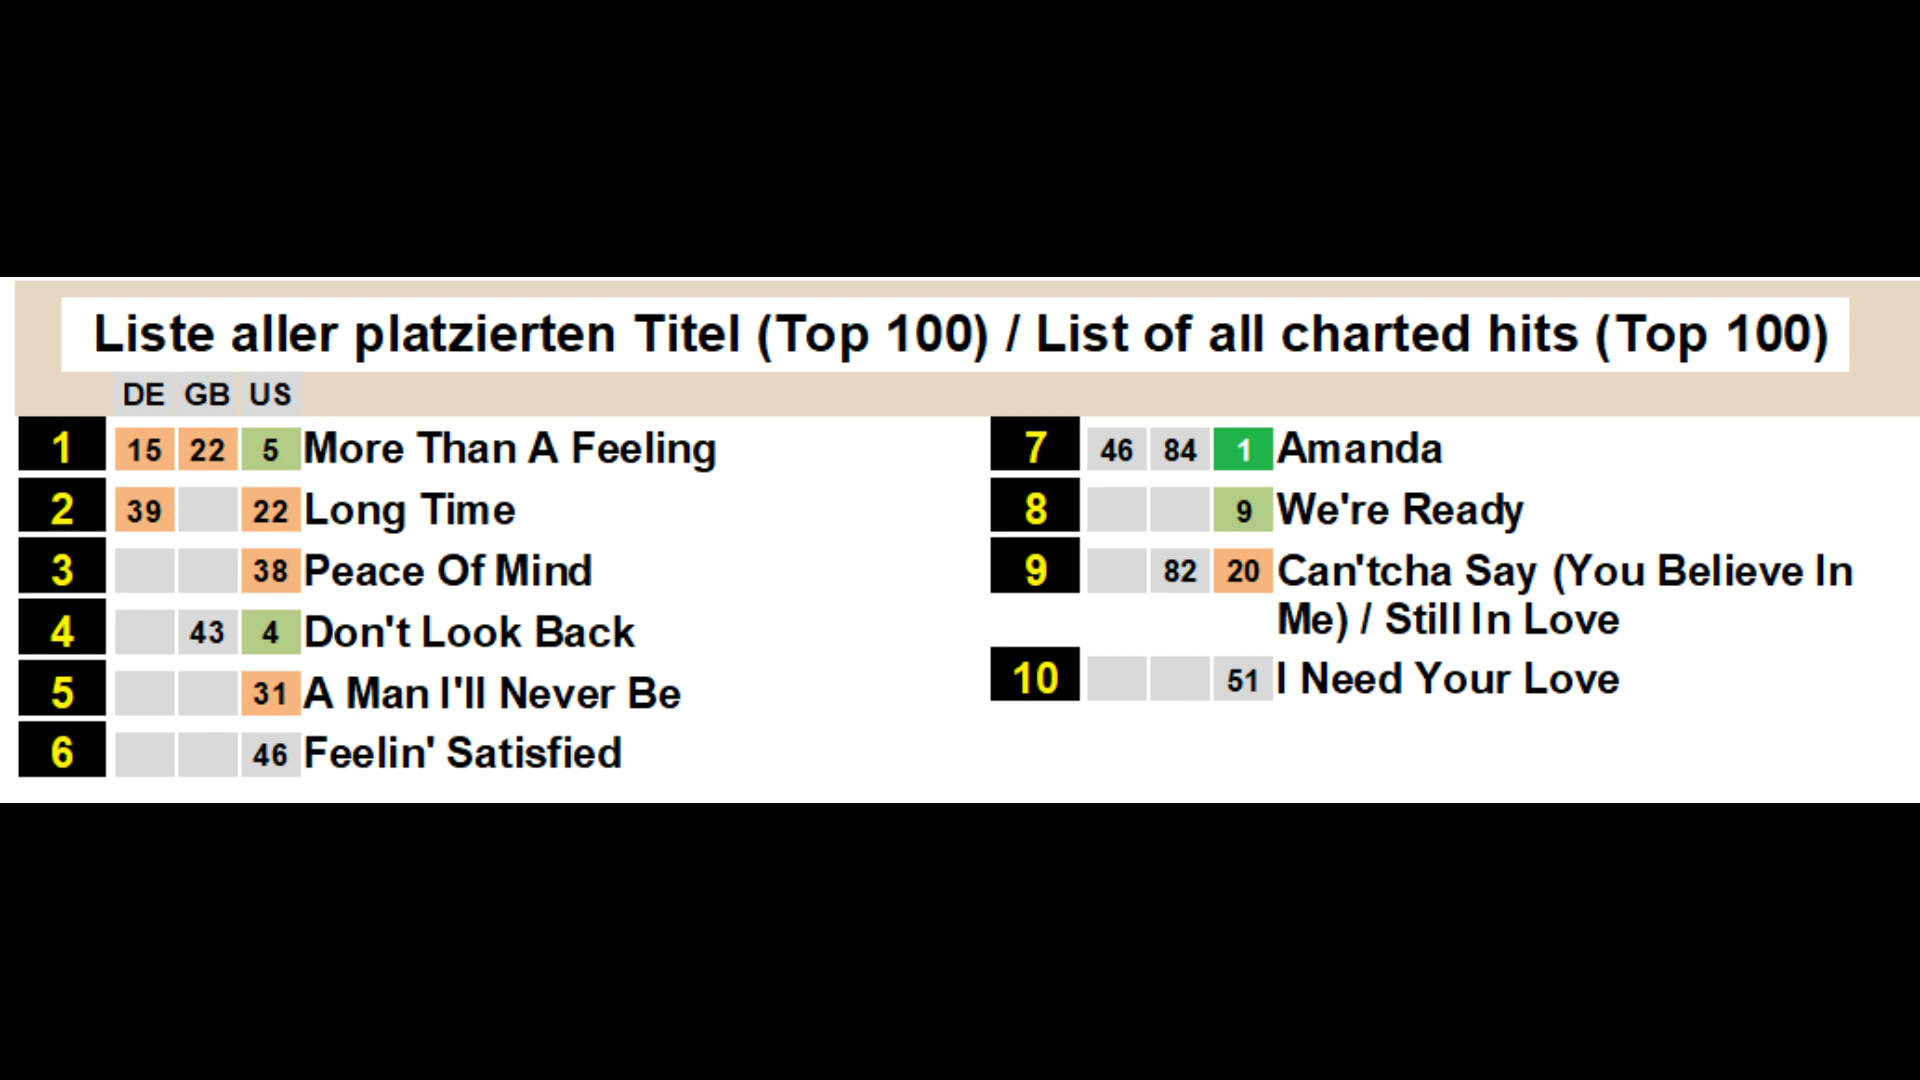 Liste aller platzierten Titel (Top 100) / List of all charted hits (Top 100)
DE GB US
1 15 22 5 More Than A Feeling
2 39 22 Long Time
3 38 Peace Of Mind
4 43 4 Don't Look Back
5 31 A Man I'll Never Be
6 46 Feelin' Satisfied
7 46 84 1 Amanda
8 9 We're Ready
9 82 20 Can'tcha Say (You Believe In
Me) / Still In Love
10 51 I Need Your Love